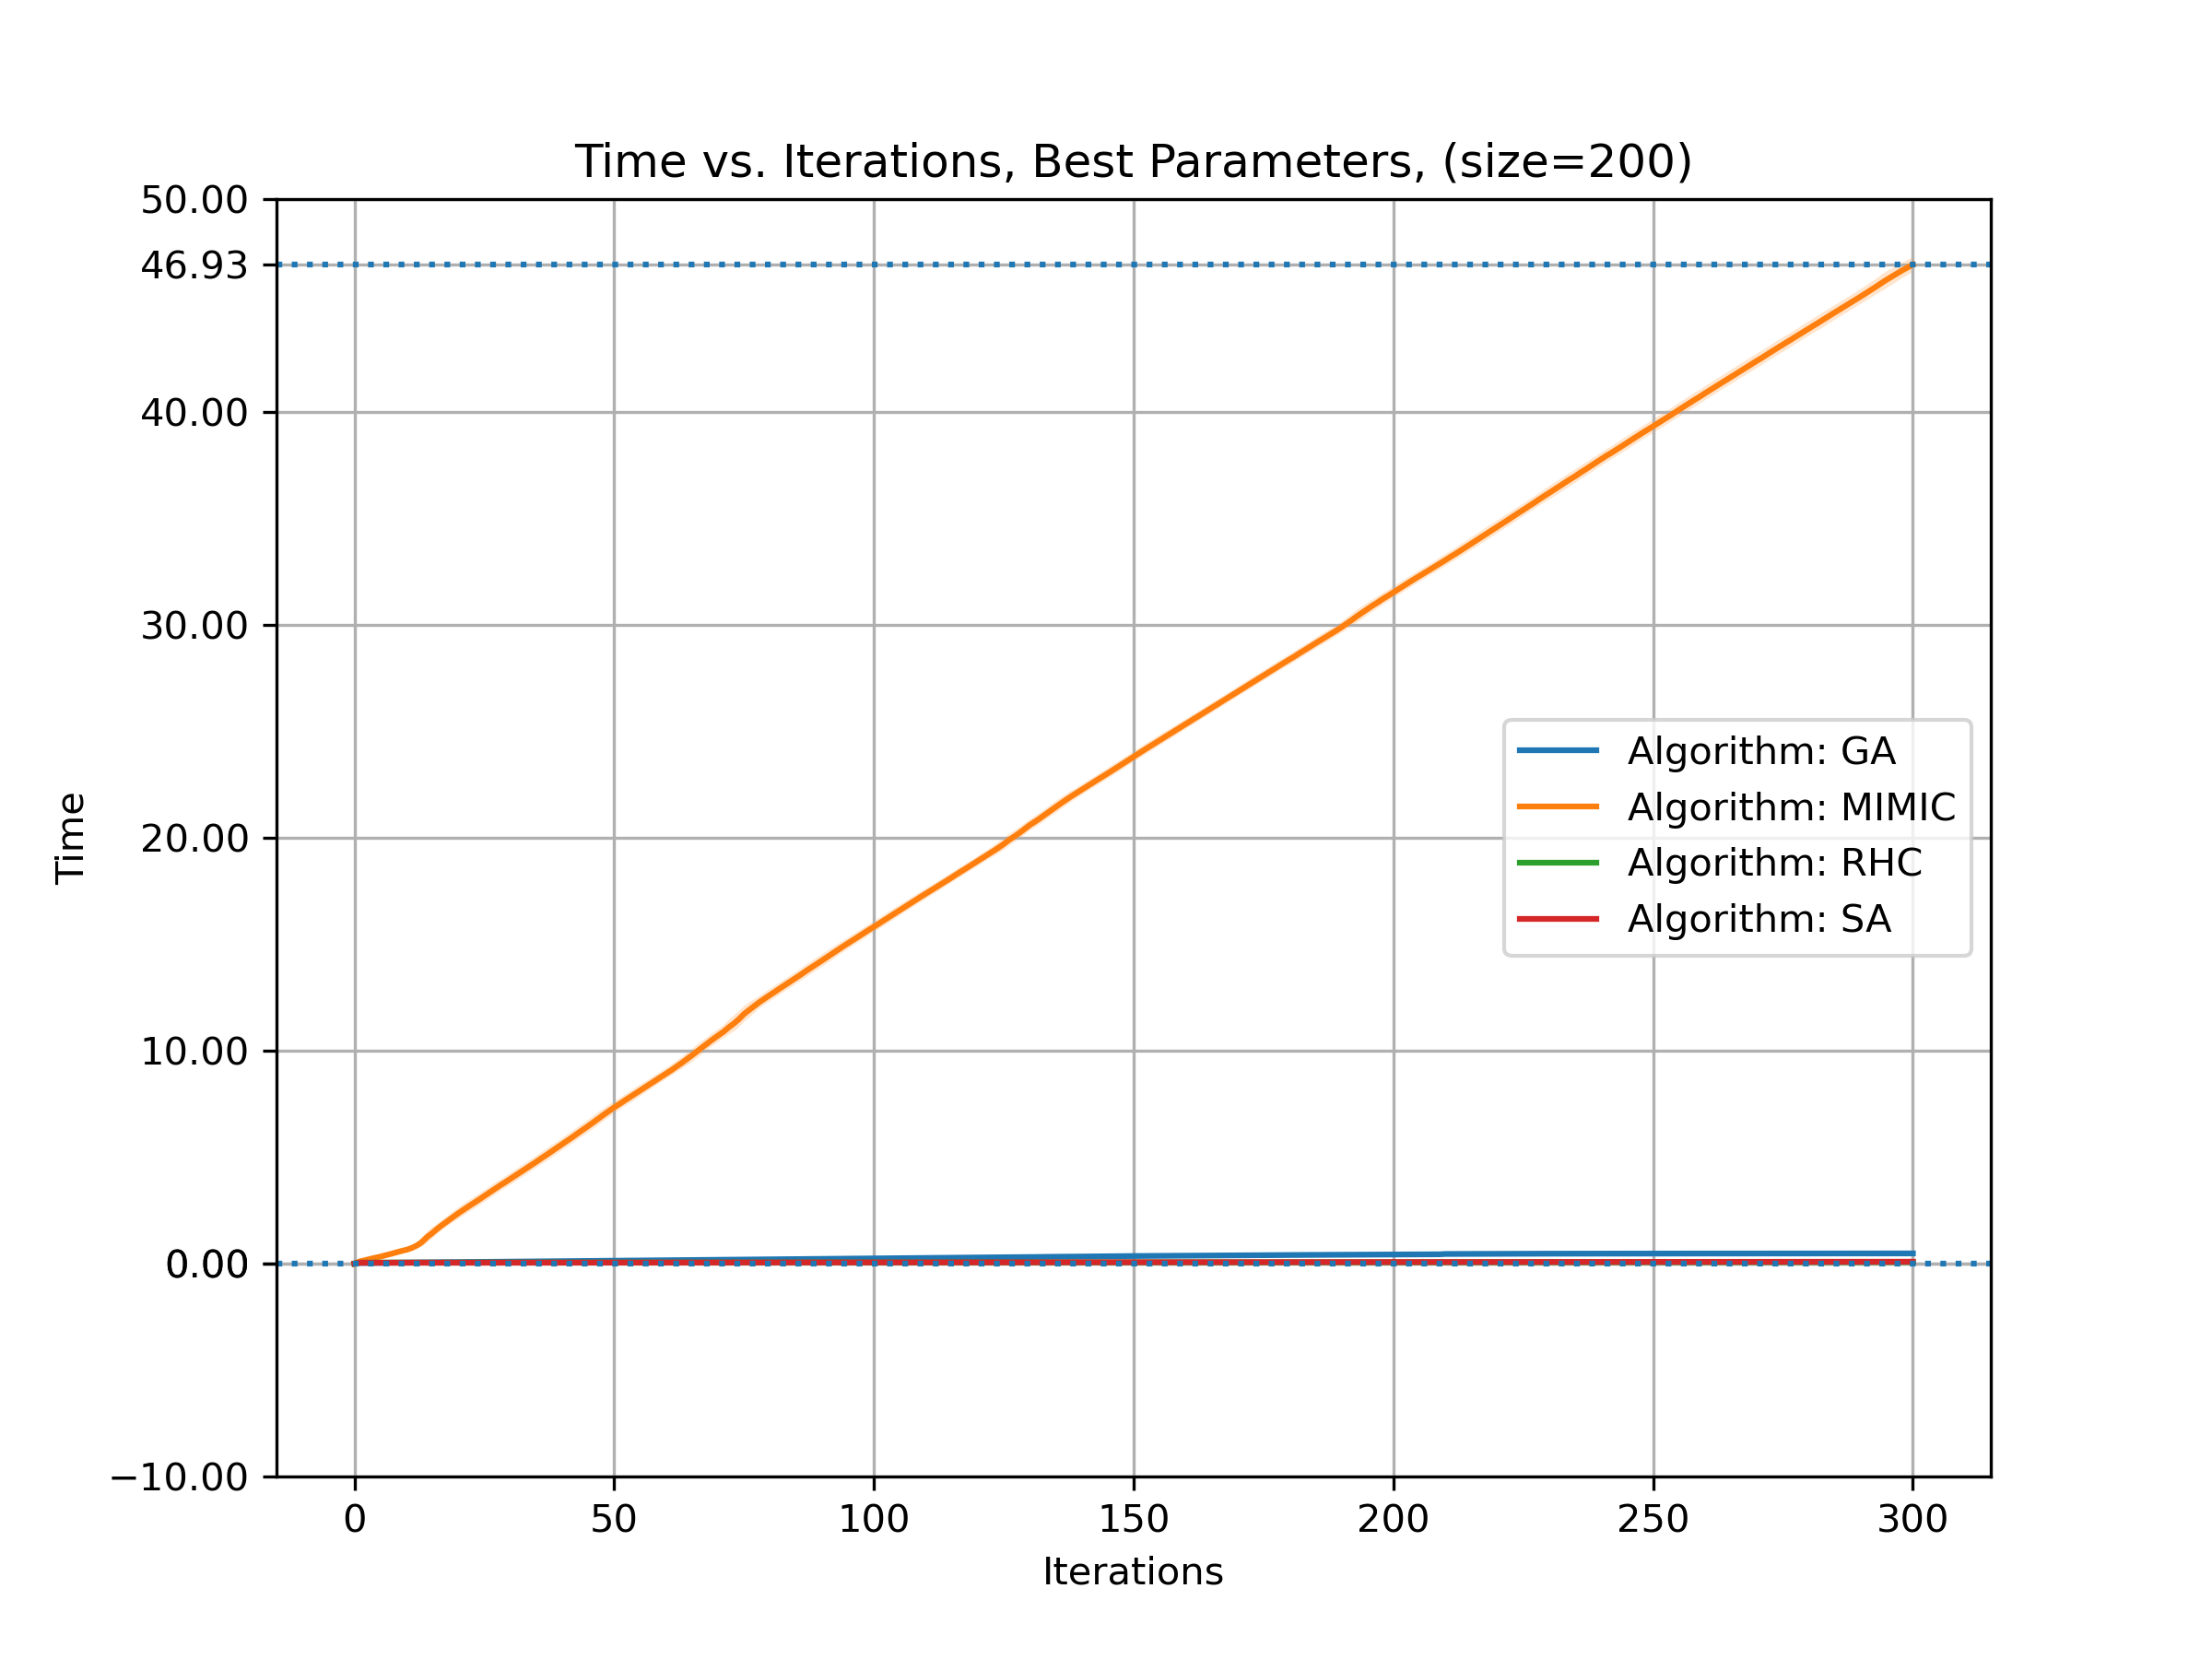 Time vs. Iterations, Best Parameters, (size=200)
50.00
46.93
40.00
30.00
20.00
10.00
0.00
−10.00
Time
Algorithm: GA
Algorithm: MIMIC
Algorithm: RHC
Algorithm: SA
0 50 100 150 200 250 300
Iterations